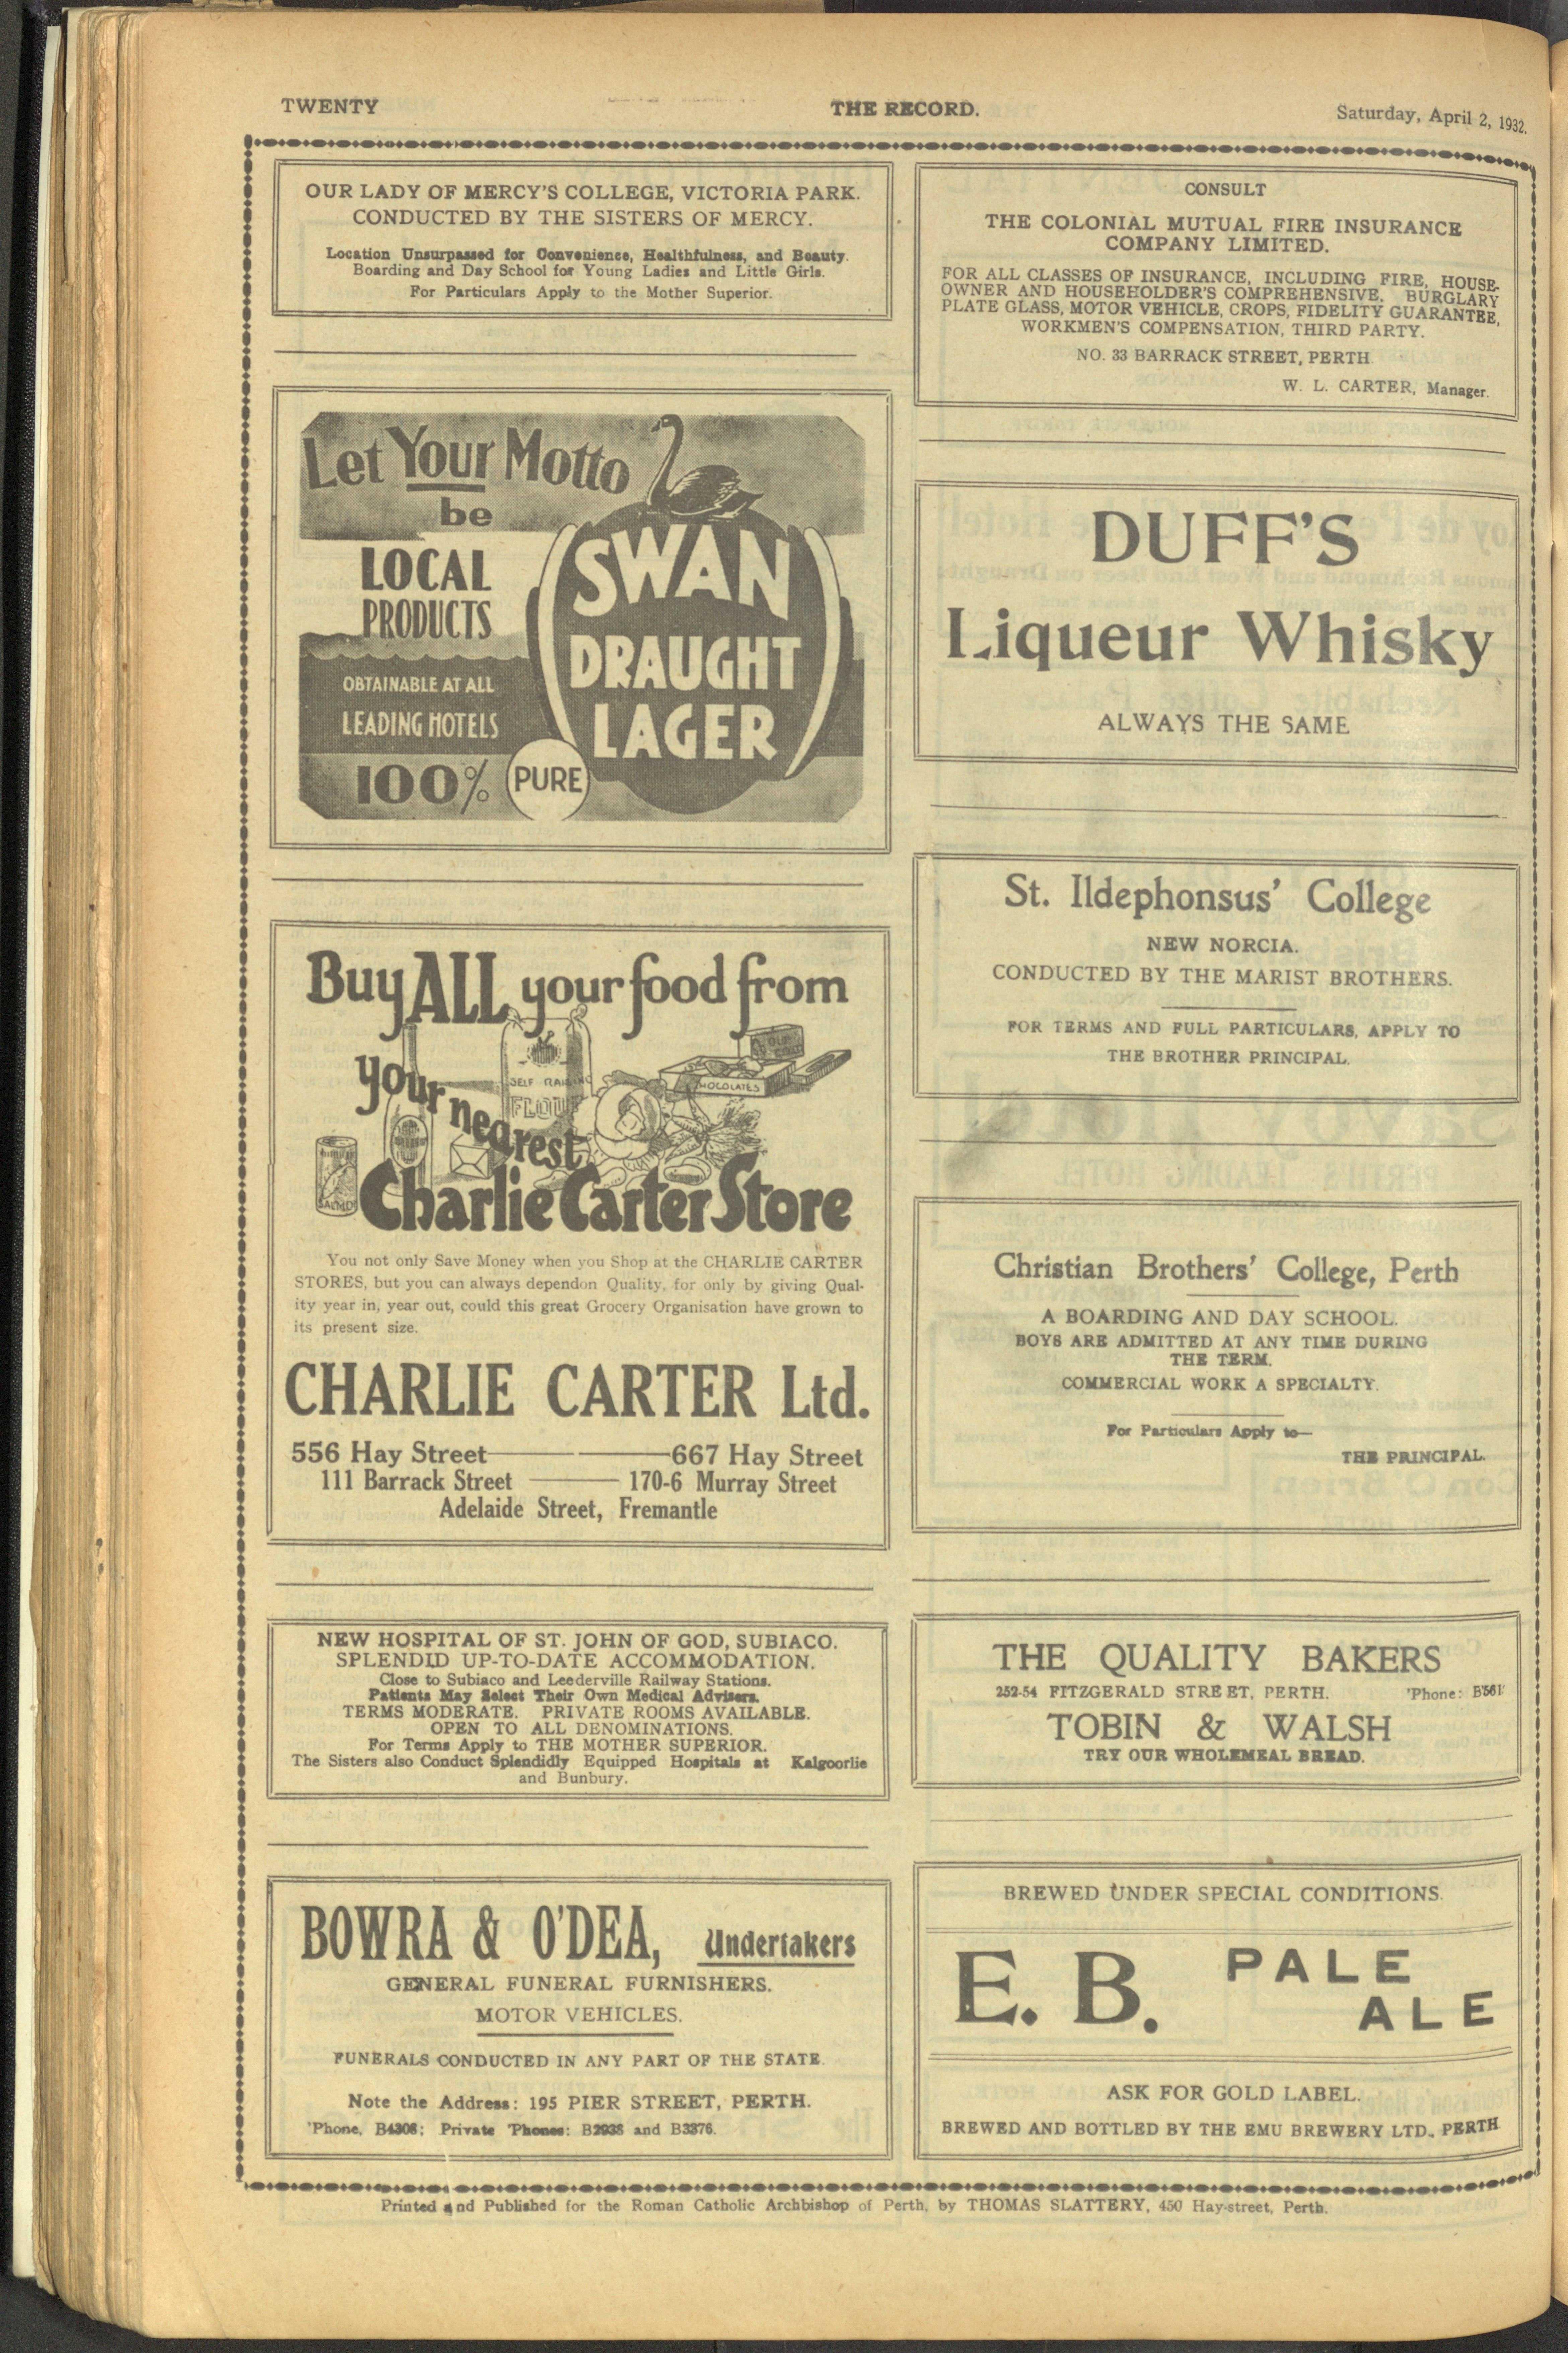 TWENTY
THE RECORD.
Saturday, April 2, 1932.
OUR LADY OF MERCY'S COLLEGE, VICTORIA PARK.
CONDUCTED BY THE SISTERS OF MERCY.
Location Unsurpassed for Convenience, Healthfulness, and Beauty.
Boarding and Day School for Young Ladies and Little Girls.
For Particulars Apply to the Mother Superior.
Let Your Motto
be
LOCAL
PRODUCTS
OBTAINABLE AT ALL
LEADING HOTELS
100% PURE
SWAN
DRAUGHT
LAGER
Buy ALL your food from
your nearest
Charlie Carter Store
SELF RAISING
FLOUR
You not only Save Money when you Shop at the CHARLIE CARTER
STORES, but you can always dependon Quality, for only by giving Qual-
ity year in, year out, could this great Grocery Organisation have grown to
its present size.
CHARLIE CARTER Ltd.
556 Hay Street 667 Hay Street
111 Barrack Street 170-6 Murray Street
Adelaide Street, Fremantle
NEW HOSPITAL OF ST. JOHN OF GOD, SUBIACO.
SPLENDID UP-TO-DATE ACCOMMODATION.
Close to Subiaco and Leederville Railway Stations.
Patients May Select Their Own Medical Advisers.
TERMS MODERATE. PRIVATE ROOMS AVAILABLE.
OPEN TO ALL DENOMINATIONS.
For Terms Apply to THE MOTHER SUPERIOR.
The Sisters also Conduct Splendidly Equipped Hospitals at Kalgoorlie
and Bunbury.
BOWRA & O'DEA, Undertakers
GENERAL FUNERAL FURNISHERS.
MOTOR VEHICLES.
FUNERALS CONDUCTED IN ANY PART OF THE STATE.
Note the Address: 195 PIER STREET, PERTH.
'Phone, B4308; Private 'Phones: B2938 and B3376.
CONSULT
THE COLONIAL MUTUAL FIRE INSURANCE
COMPANY LIMITED.
FOR ALL CLASSES OF INSURANCE, INCLUDING FIRE, HOUSE-
OWNER AND HOUSEHOLDER'S COMPREHENSIVE, BURGLARY
PLATE GLASS, MOTOR VEHICLE, CROPS, FIDELITY GUARANTEE,
WORKMEN'S COMPENSATION, THIRD PARTY.
NO. 33 BARRACK STREET, PERTH
W. L. CARTER, Manager.
DUFF'S
Liqueur Whisky
ALWAYS THE SAME
St. Ildephonsus' College
NEW NORCIA.
CONDUCTED BY THE MARIST BROTHERS.
FOR TERMS AND FULL PARTICULARS, APPLY TO
THE BROTHER PRINCIPAL.
Christian Brothers' College, Perth
A BOARDING AND DAY SCHOOL.
BOYS ARE ADMITTED AT ANY TIME DURING
THE TERM.
COMMERCIAL WORK A SPECIALTY.
For Particulars Apply to—
THE PRINCIPAL.
THE QUALITY BAKERS
252-54 FITZGERALD STREET, PERTH. 'Phone: B5611
TOBIN & WALSH
TRY OUR WHOLEMEAL BREAD.
BREWED UNDER SPECIAL CONDITIONS.
E. B. PALE
ALE
ASK FOR GOLD LABEL.
BREWED AND BOTTLED BY THE EMU BREWERY LTD., PERTH
Printed and Published for the Roman Catholic Archbishop of Perth, by THOMAS SLATTERY, 450 Hay-street, Perth.